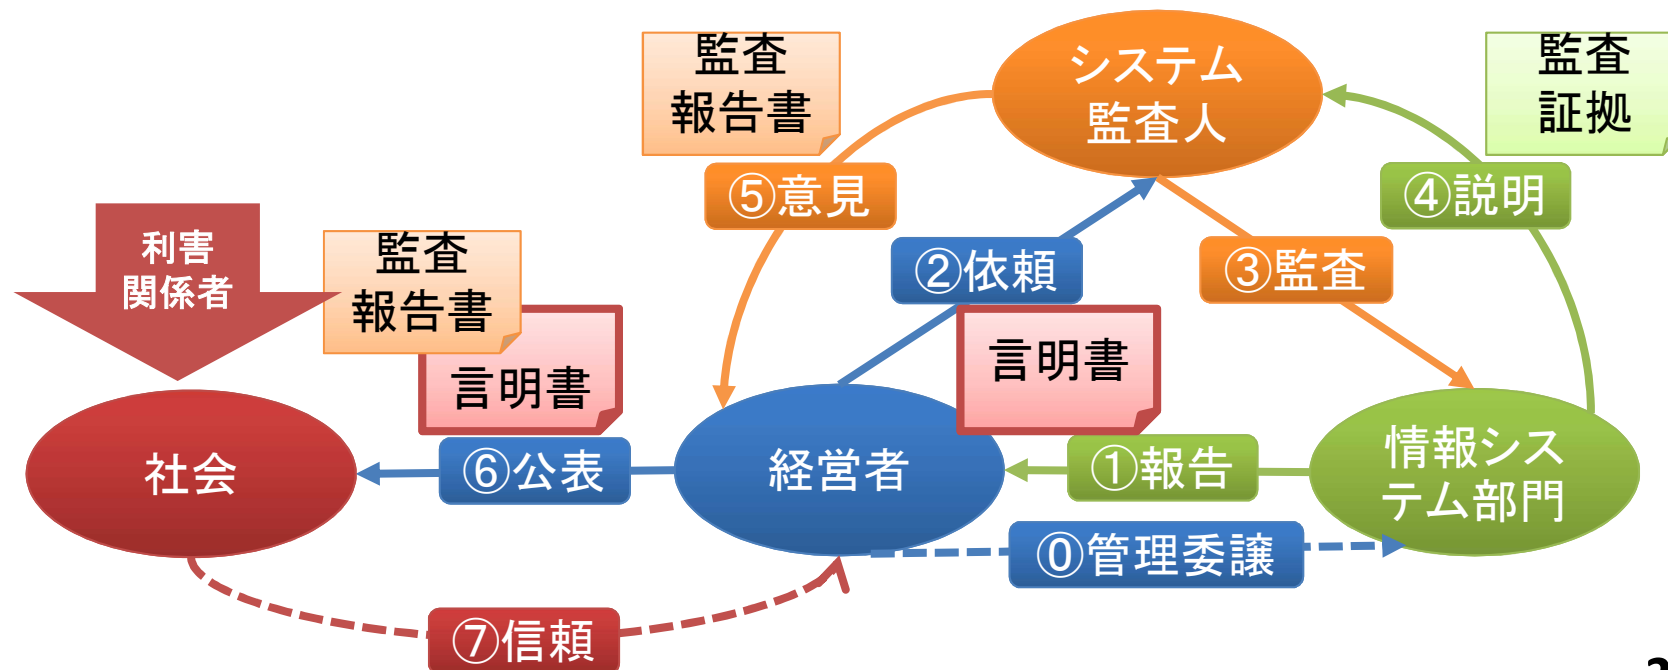 監査
報告書
システム
監査人
監査
証拠
⑤意見
④説明
利害
関係者
監査
報告書
②依頼
③監査
言明書
言明書
社会
⑥公表
経営者
①報告
情報シス
テム部門
⓪管理委譲
⑦信頼